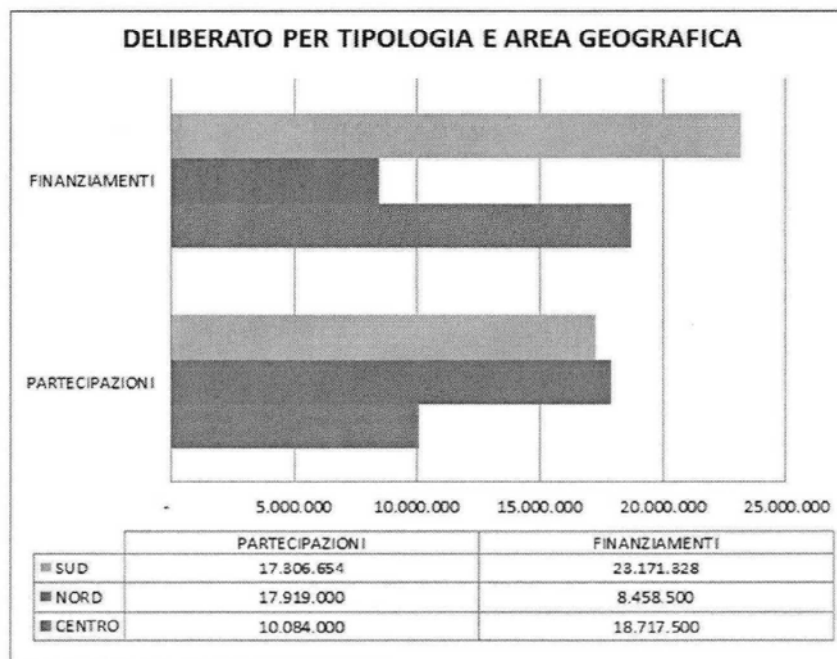 DELIBERATO PER TIPOLOGIA E AREA GEOGRAFICA
FINANZIAMENTI
PARTECIPAZIONI
- 5.000.000 10.000.000 15.000.000 20.000.000 25.000.000
PARTECIPAZIONI FINANZIAMENTI
SUD 17.306.654 23.171.328
NORD 17.919.000 8.458.500
CENTRO 10.084.000 18.717.500